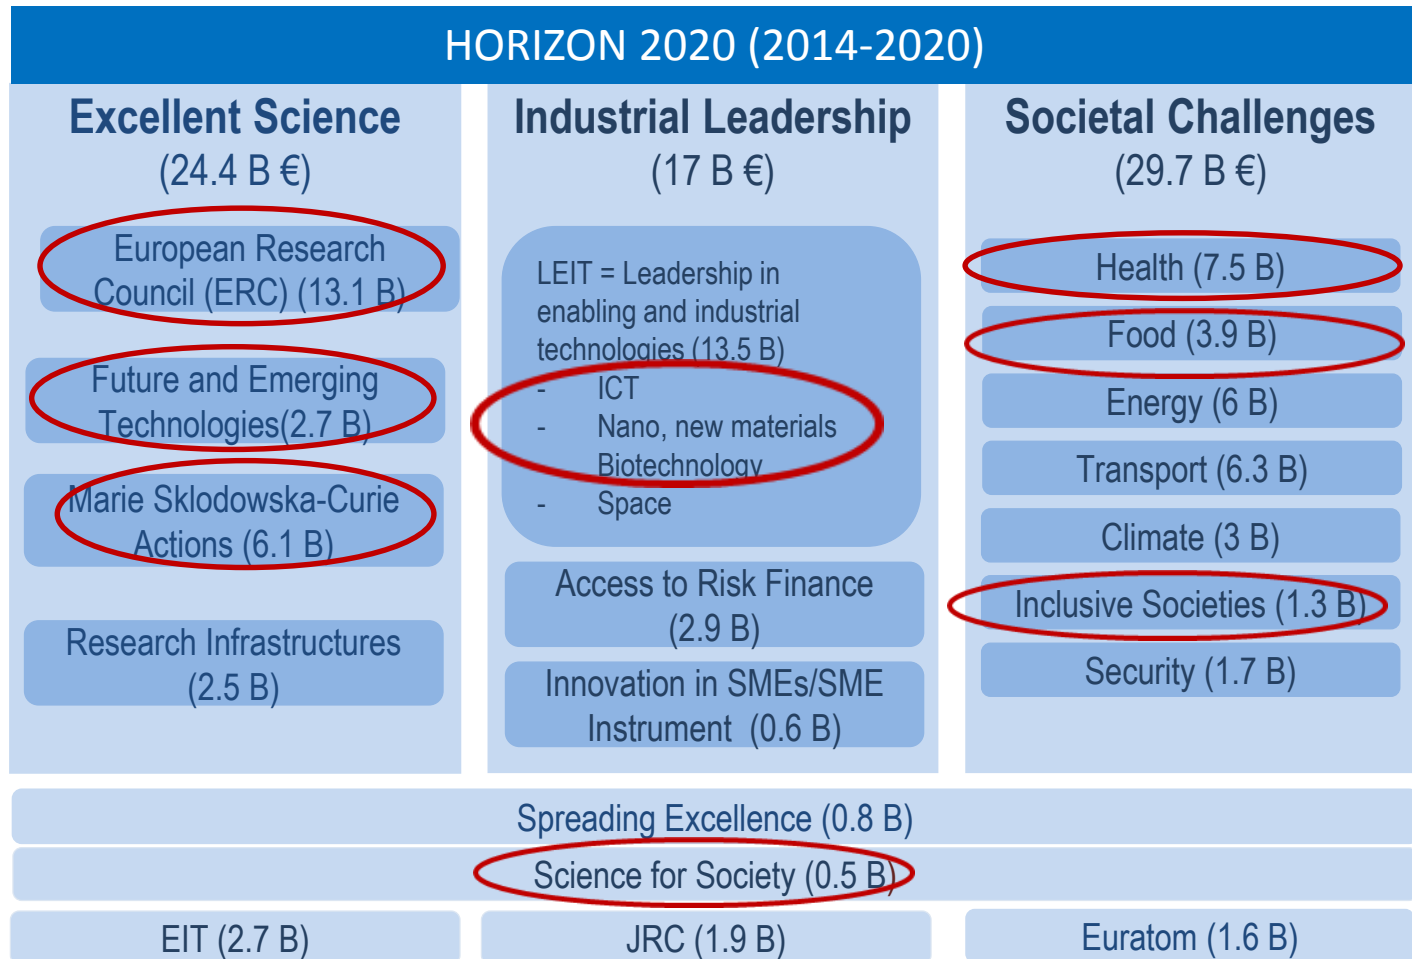 HORIZON 2020 (2014-2020)
Excellent Science
(24.4 B €)
European Research
Council (ERC) (13.1 B)
Future and Emerging
Technologies(2.7 B)
Marie Sklodowska-Curie
Actions (6.1 B)
Research Infrastructures
(2.5 B)
Industrial Leadership
(17 B €)
LEIT = Leadership in
enabling and industrial
technologies (13.5 B)
- ICT
- Nano, new materials
- Biotechnology
- Space
Access to Risk Finance
(2.9 B)
Innovation in SMEs/SME
Instrument (0.6 B)
Societal Challenges
(29.7 B €)
Health (7.5 B)
Food (3.9 B)
Energy (6 B)
Transport (6.3 B)
Climate (3 B)
Inclusive Societies (1.3 B)
Security (1.7 B)
Spreading Excellence (0.8 B)
Science for Society (0.5 B)
EIT (2.7 B)
JRC (1.9 B)
Euratom (1.6 B)